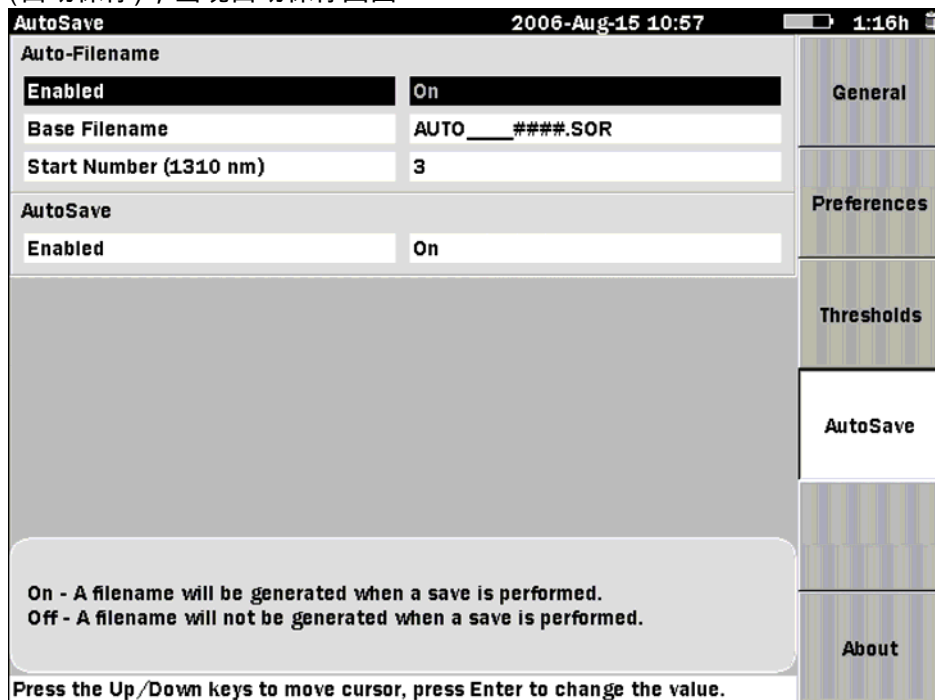 AutoSave 2006-Aug-15 10:57 1:16h
Auto-Filename
Enabled On
Base Filename AUTO____####.SOR
Start Number (1310 nm) 3
AutoSave
Enabled On
General
Preferences
Thresholds
AutoSave
About
On - A filename will be generated when a save is performed.
Off - A filename will not be generated when a save is performed.
Press the Up/Down keys to move cursor, press Enter to change the value.